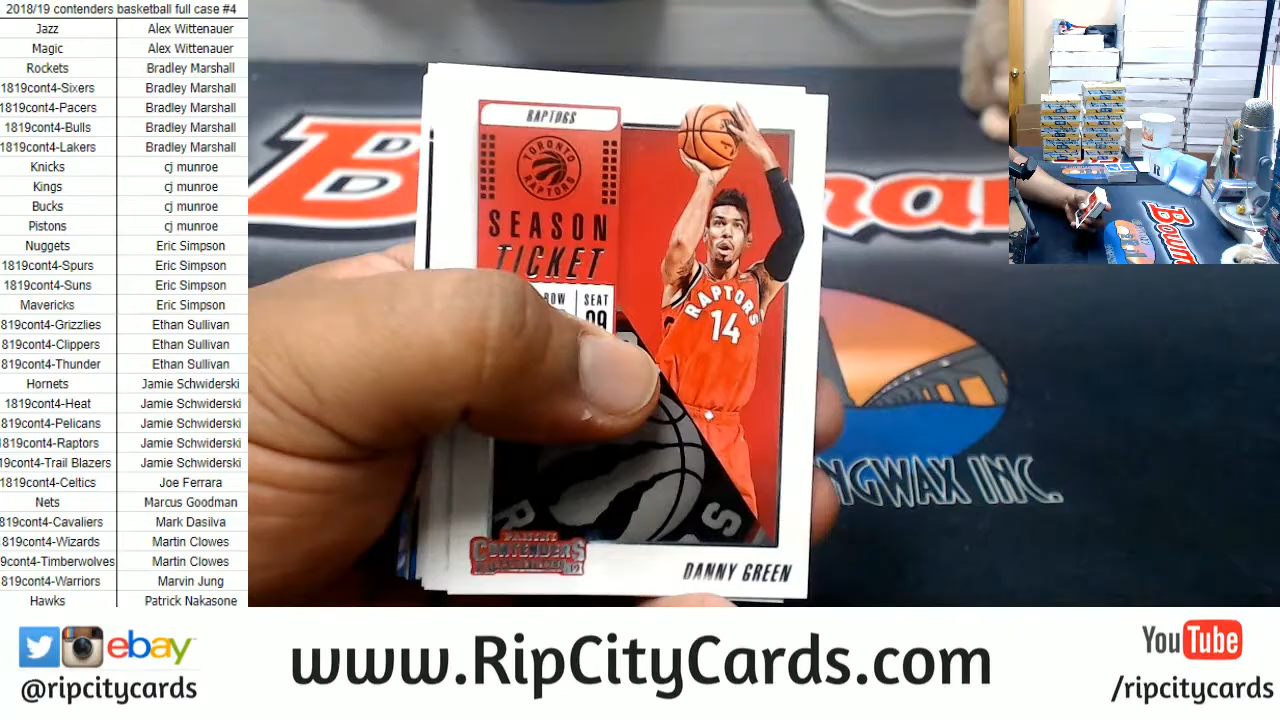 2018/19 contenders basketball full case #4
Jazz Alex Wittenauer
Magic Alex Wittenauer
Rockets Bradley Marshall
1819cont4-Sixers Bradley Marshall
1819cont4-Pacers Bradley Marshall
1819cont4-Bulls Bradley Marshall
1819cont4-Lakers Bradley Marshall
Knicks cj munroe
Kings cj munroe
Bucks cj munroe
Pistons cj munroe
Nuggets Eric Simpson
1819cont4-Spurs Eric Simpson
1819cont4-Suns Eric Simpson
Mavericks Eric Simpson
819cont4-Grizzlies Ethan Sullivan
819cont4-Clippers Ethan Sullivan
819cont4-Thunder Ethan Sullivan
Hornets Jamie Schwiderski
1819cont4-Heat Jamie Schwiderski
819cont4-Pelicans Jamie Schwiderski
819cont4-Raptors Jamie Schwiderski
9cont4-Trail Blazers Jamie Schwiderski
1819cont4-Celtics Joe Ferrara
Nets Marcus Goodman
819cont4-Cavaliers Mark Dasilva
1819cont4-Wizards Martin Clowes
9cont4-Timberwolves Martin Clowes
819cont4-Warriors Marvin Jung
Hawks Patrick Nakasone
RAPTORS
TORONTO
RAPTORS
SEASON
TICKET
ROW SEAT
09
RAPTORS
14
PANINI
CONTENDERS
DANNY GREEN
NGWAX INC.
ebay
@ripcitycards
www.RipCityCards.com
YouTube
/ripcitycards